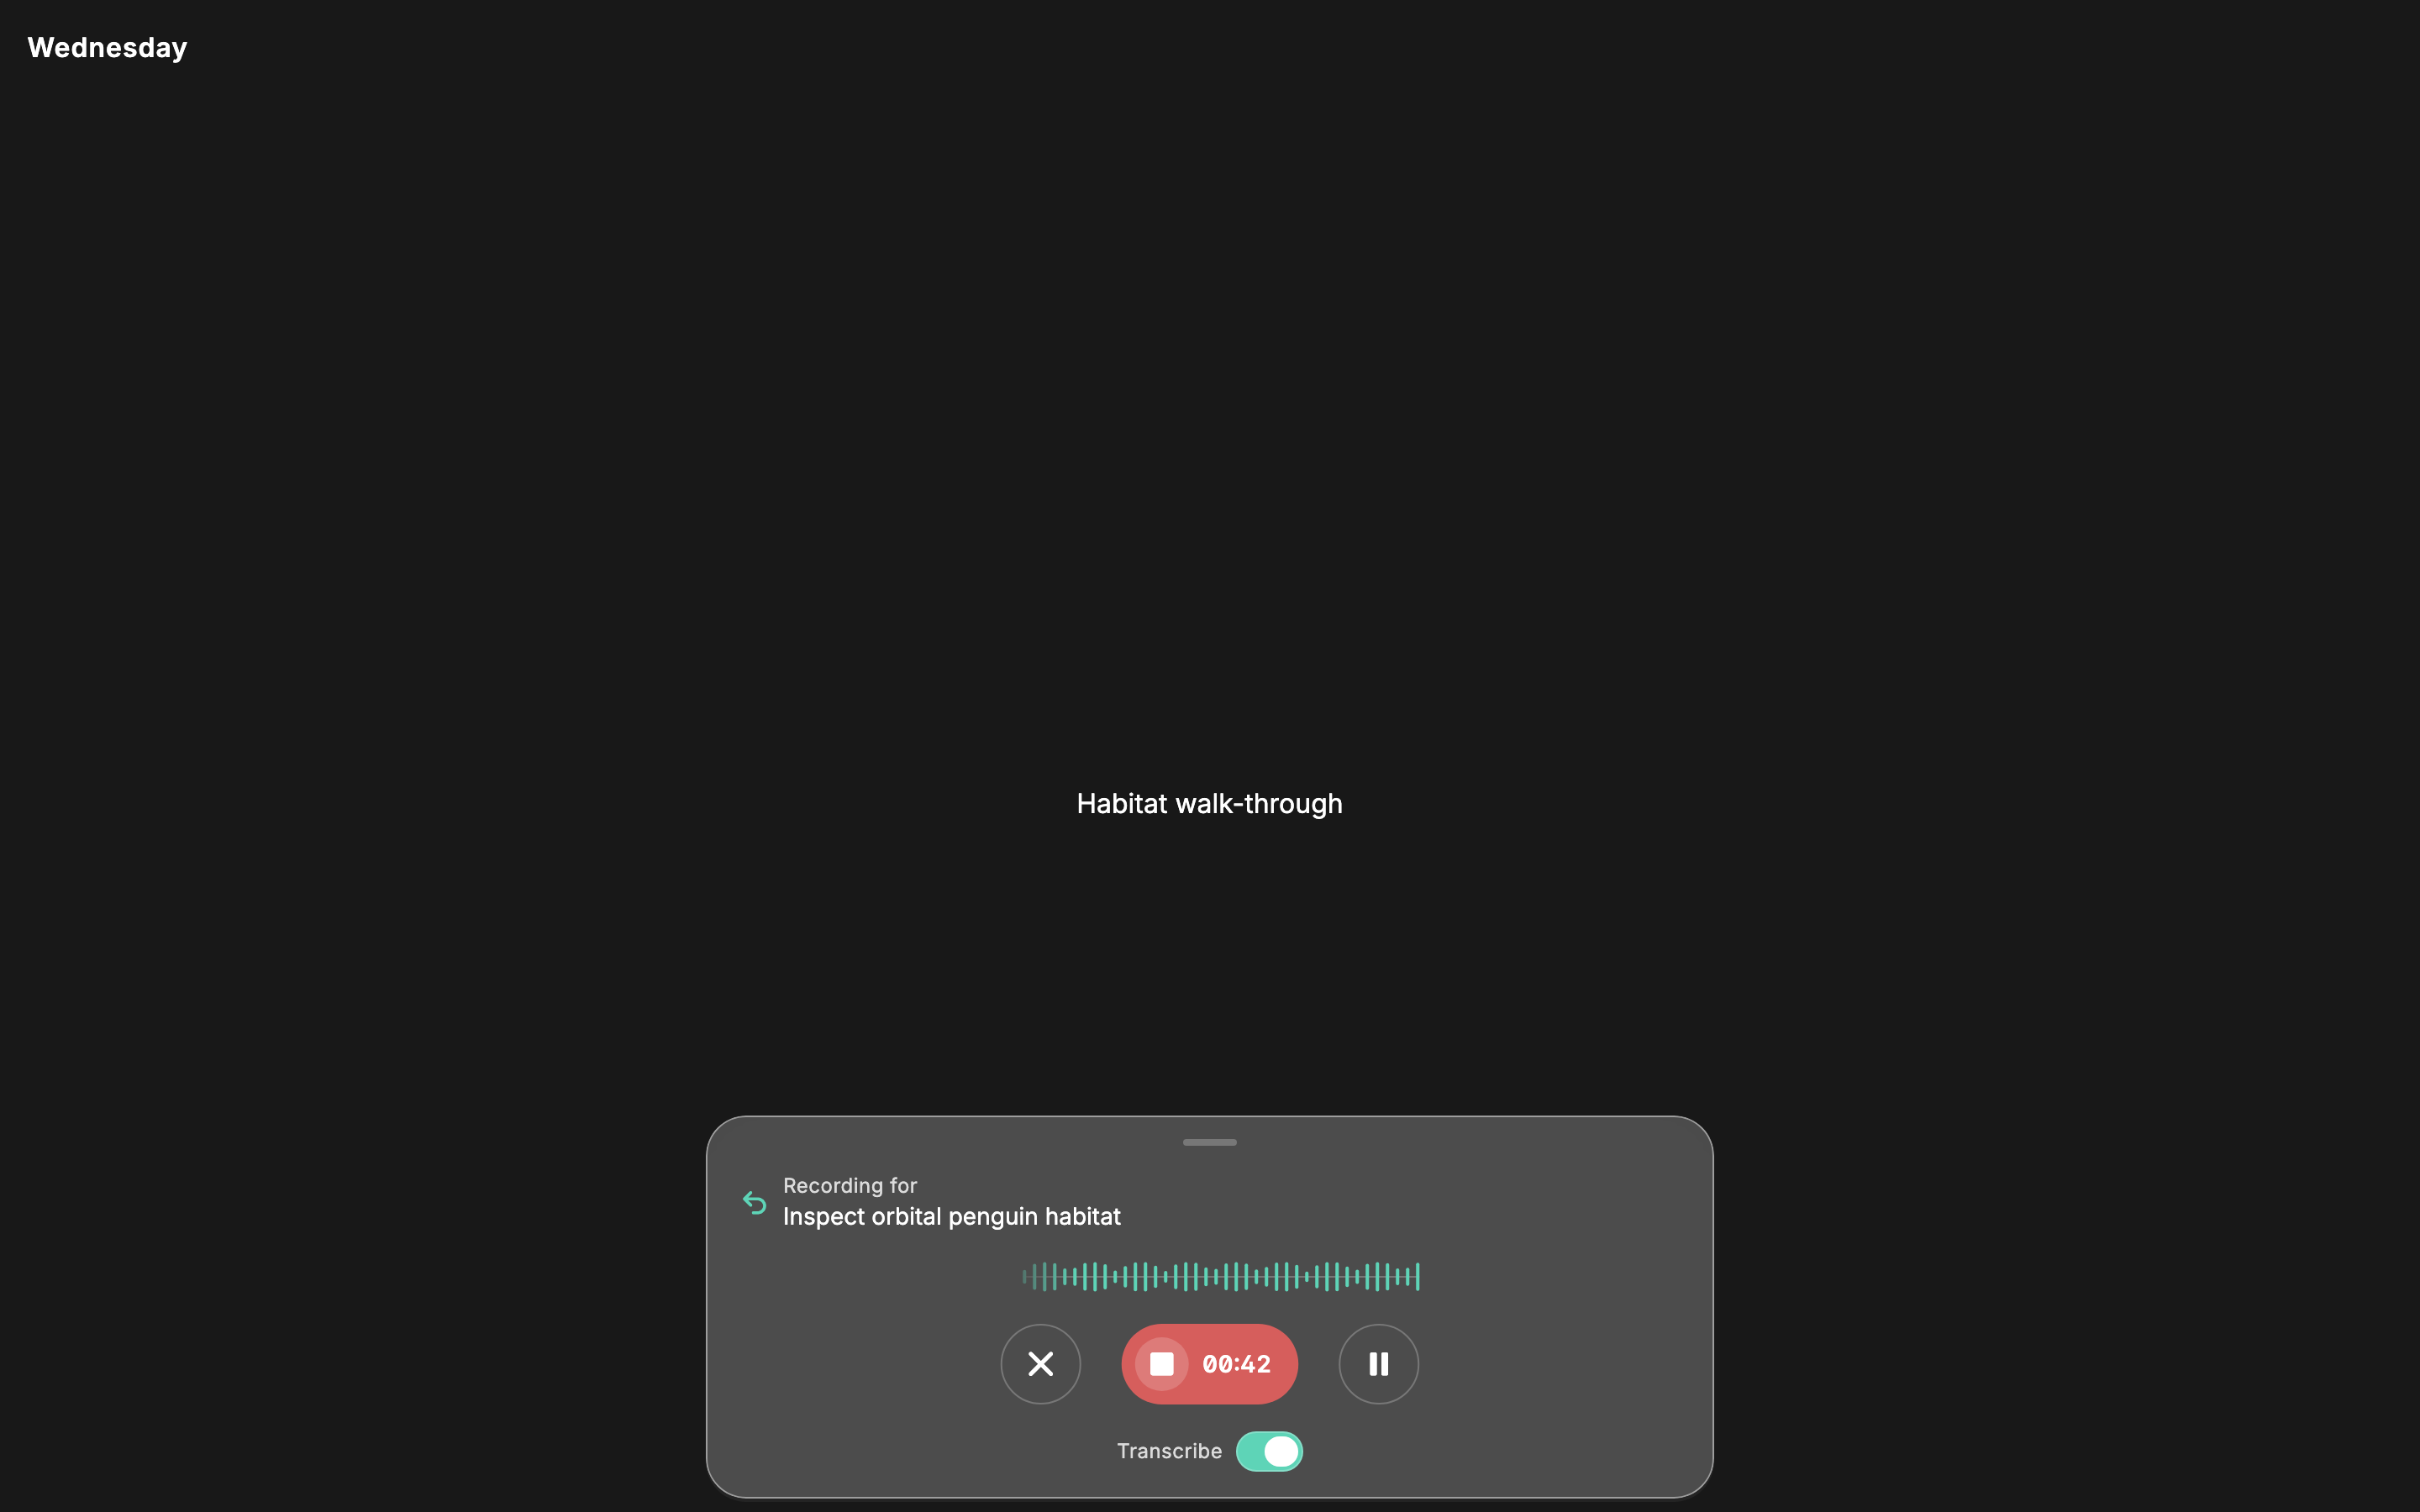 Wednesday
Habitat walk-through
Recording for
Inspect orbital penguin habitat
00:42
Transcribe